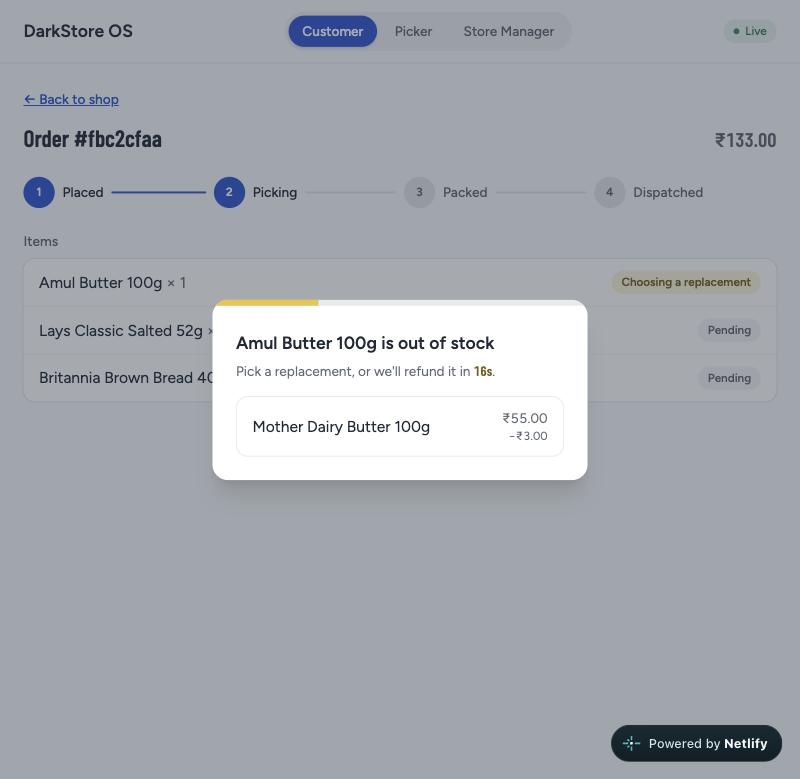 DarkStore OS
Customer
Picker
Store Manager
Live
← Back to shop
Order #fbc2cfaa
₹133.00
1 Placed
2 Picking
3 Packed
4 Dispatched
Items
Amul Butter 100g × 1
Choosing a replacement
Lays Classic Salted 52g ×
Pending
Britannia Brown Bread 40
Pending
Amul Butter 100g is out of stock
Pick a replacement, or we'll refund it in 16s.
Mother Dairy Butter 100g
₹55.00
−₹3.00
Powered by Netlify